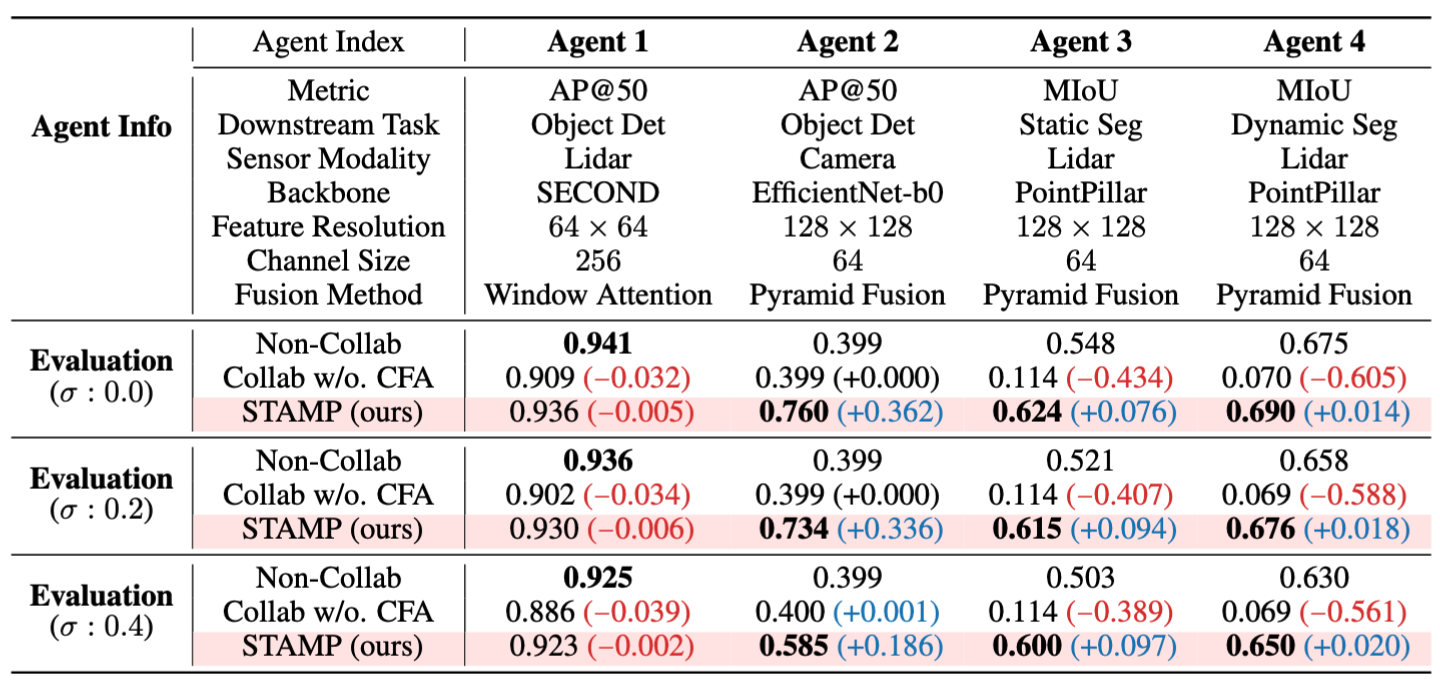 Agent Index Agent 1 Agent 2 Agent 3 Agent 4
Metric AP@50 AP@50 MIoU MIoU
Agent Info Downstream Task Object Det Object Det Static Seg Dynamic Seg
Sensor Modality Lidar Camera Lidar Lidar
Backbone SECOND EfficientNet-b0 PointPillar PointPillar
Feature Resolution 64 × 64 128 × 128 128 × 128 128 × 128
Channel Size 256 64 64 64
Fusion Method Window Attention Pyramid Fusion Pyramid Fusion Pyramid Fusion
Evaluation (σ : 0.0) Non-Collab 0.941 0.399 0.548 0.675
Collab w/o. CFA 0.909 (−0.032) 0.399 (+0.000) 0.114 (−0.434) 0.070 (−0.605)
STAMP (ours) 0.936 (−0.005) 0.760 (+0.362) 0.624 (+0.076) 0.690 (+0.014)
Evaluation (σ : 0.2) Non-Collab 0.936 0.399 0.521 0.658
Collab w/o. CFA 0.902 (−0.034) 0.399 (+0.000) 0.114 (−0.407) 0.069 (−0.588)
STAMP (ours) 0.930 (−0.006) 0.734 (+0.336) 0.615 (+0.094) 0.676 (+0.018)
Evaluation (σ : 0.4) Non-Collab 0.925 0.399 0.503 0.630
Collab w/o. CFA 0.886 (−0.039) 0.400 (+0.001) 0.114 (−0.389) 0.069 (−0.561)
STAMP (ours) 0.923 (−0.002) 0.585 (+0.186) 0.600 (+0.097) 0.650 (+0.020)